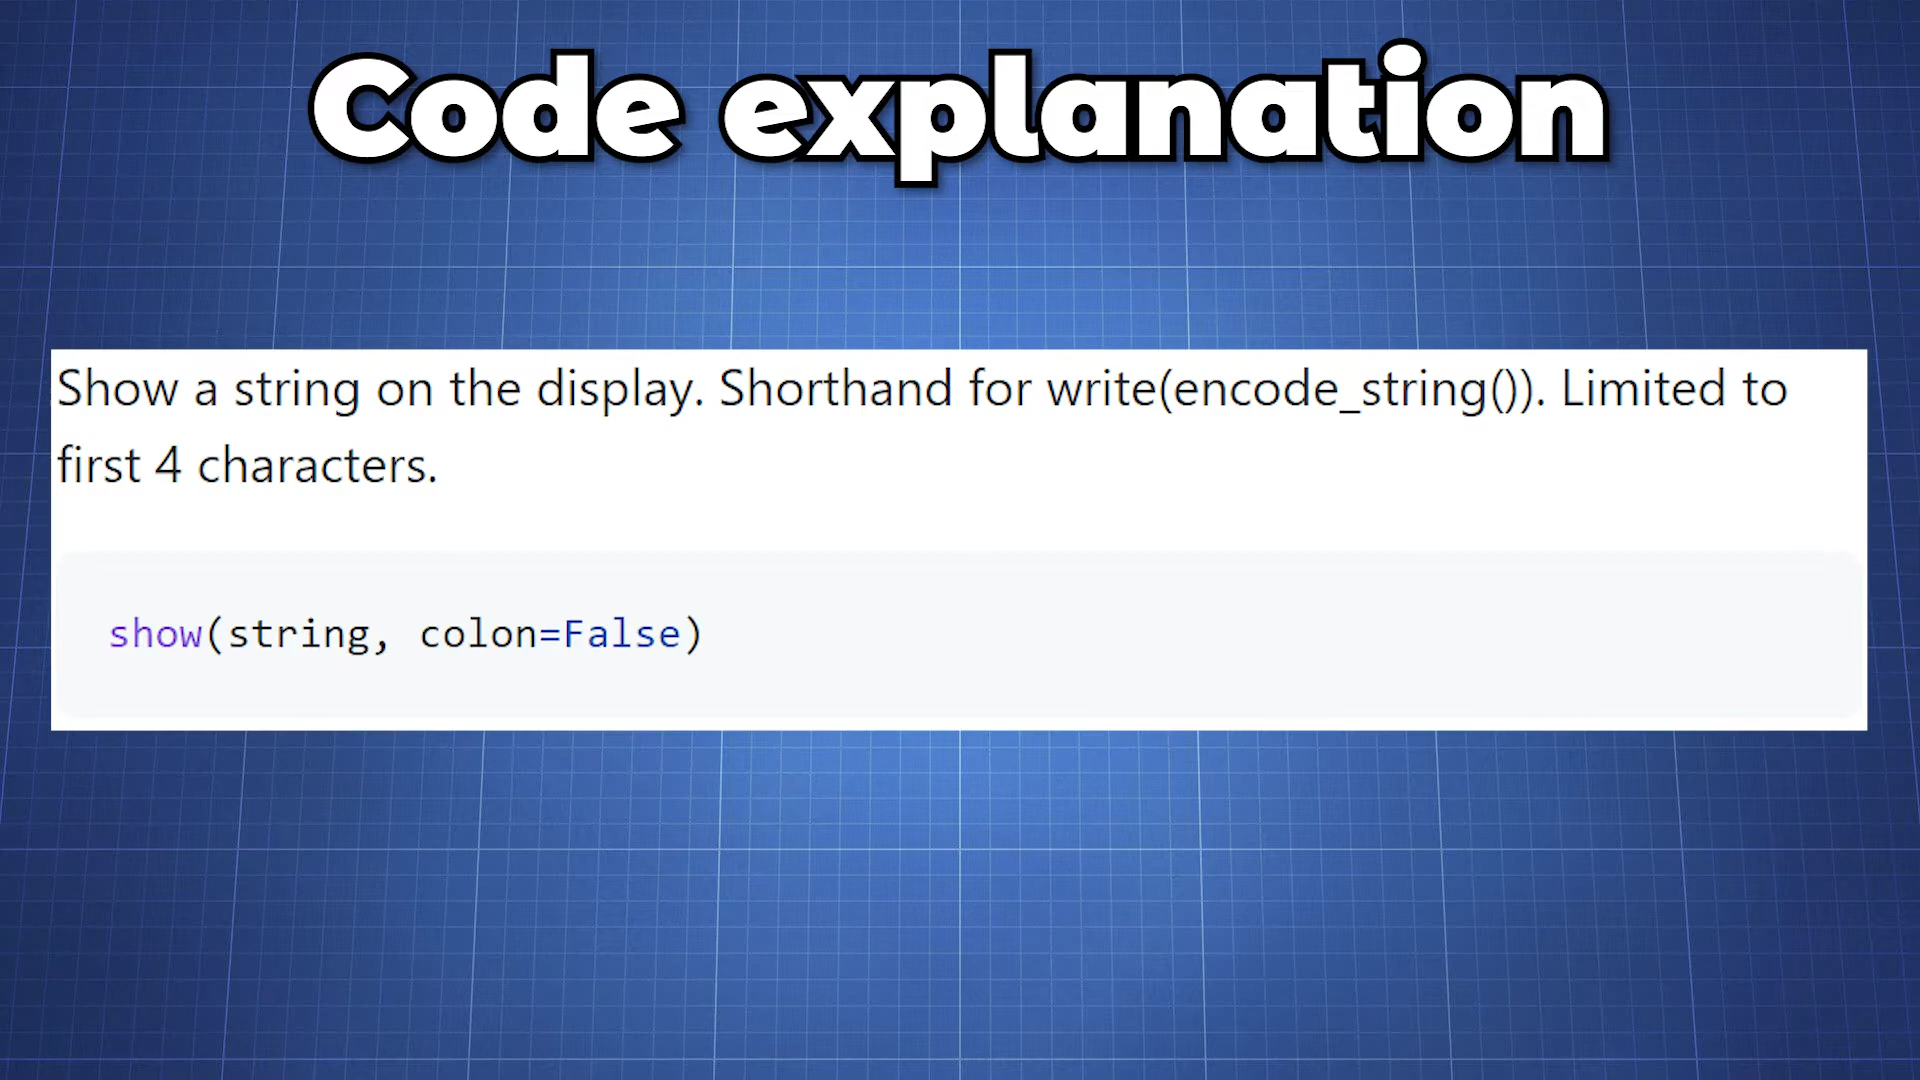 Code explanation
Show a string on the display. Shorthand for write(encode_string()). Limited to
first 4 characters.
show(string, colon=False)